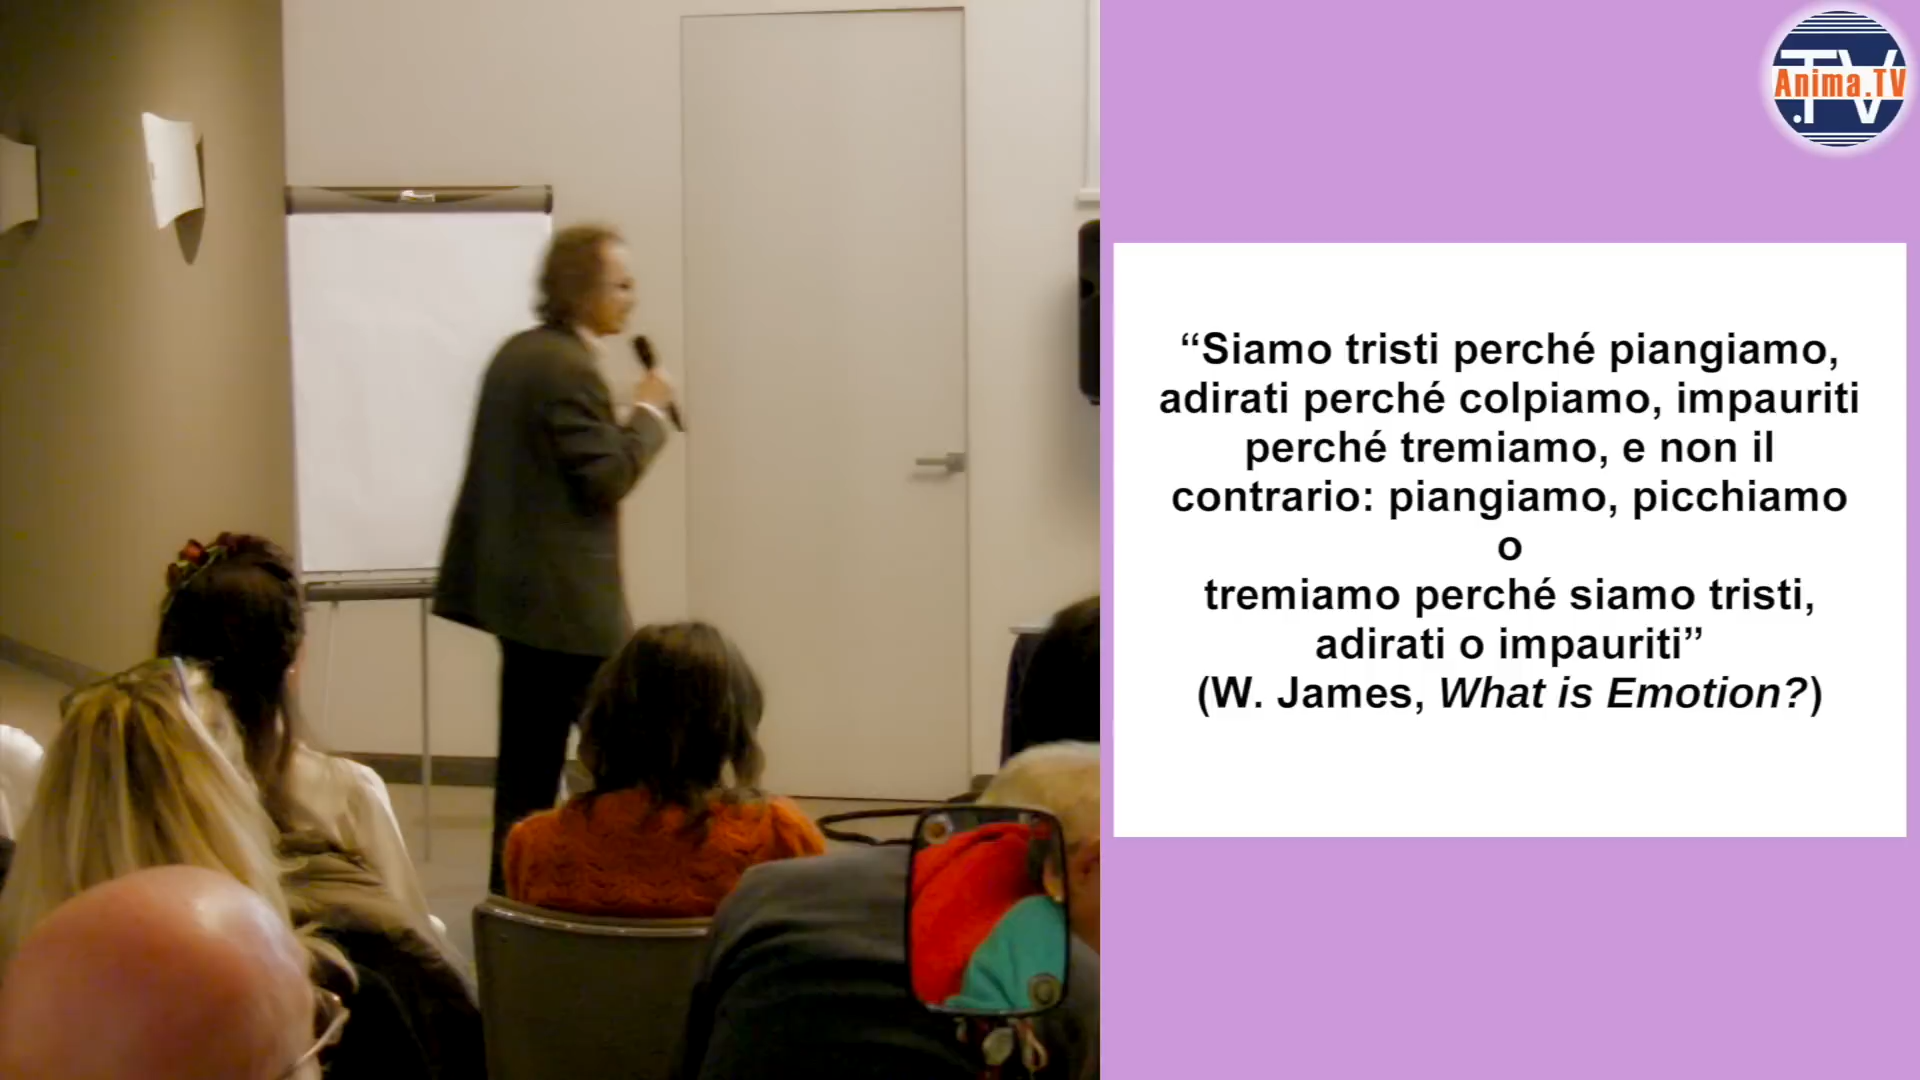 .TV
Anima.TV
“Siamo tristi perché piangiamo,
adirati perché colpiamo, impauriti
perché tremiamo, e non il
contrario: piangiamo, picchiamo
o
tremiamo perché siamo tristi,
adirati o impauriti”
(W. James, What is Emotion?)